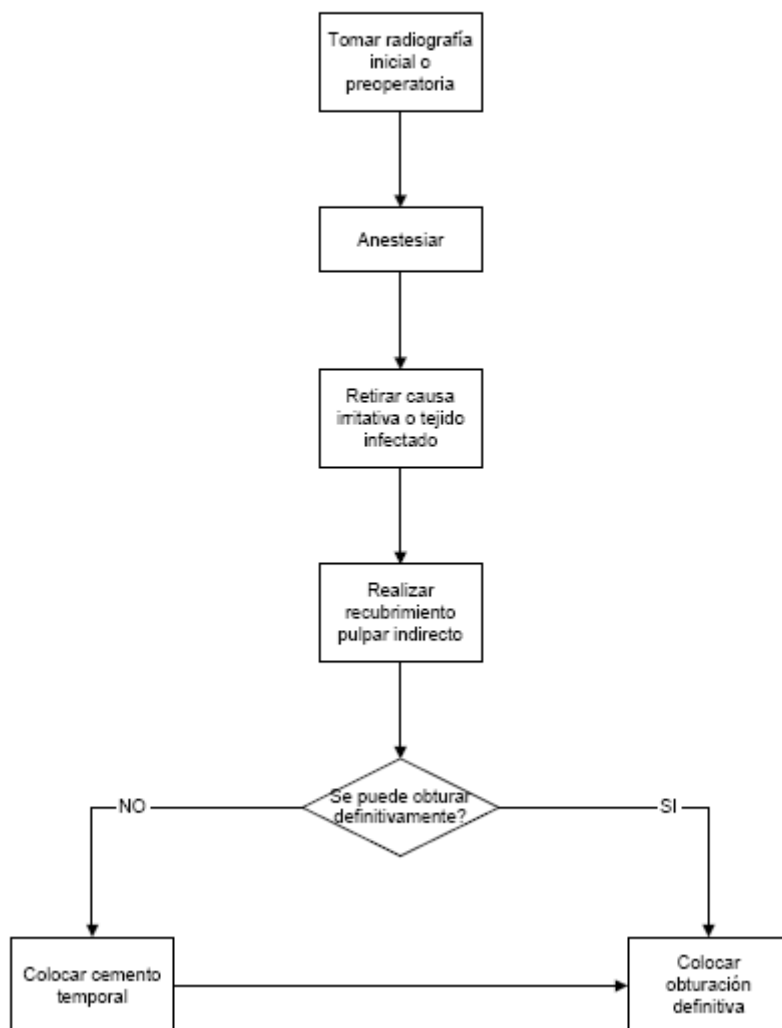 Tomar radiografía
inicial o
preoperatoria
Anestesiar
Retirar causa
irritativa o tejido
infectado
Realizar
recubrimiento
pulpar indirecto
Se puede obturar
definitivamente?
NO
SI
Colocar cemento
temporal
Colocar
obturación
definitiva